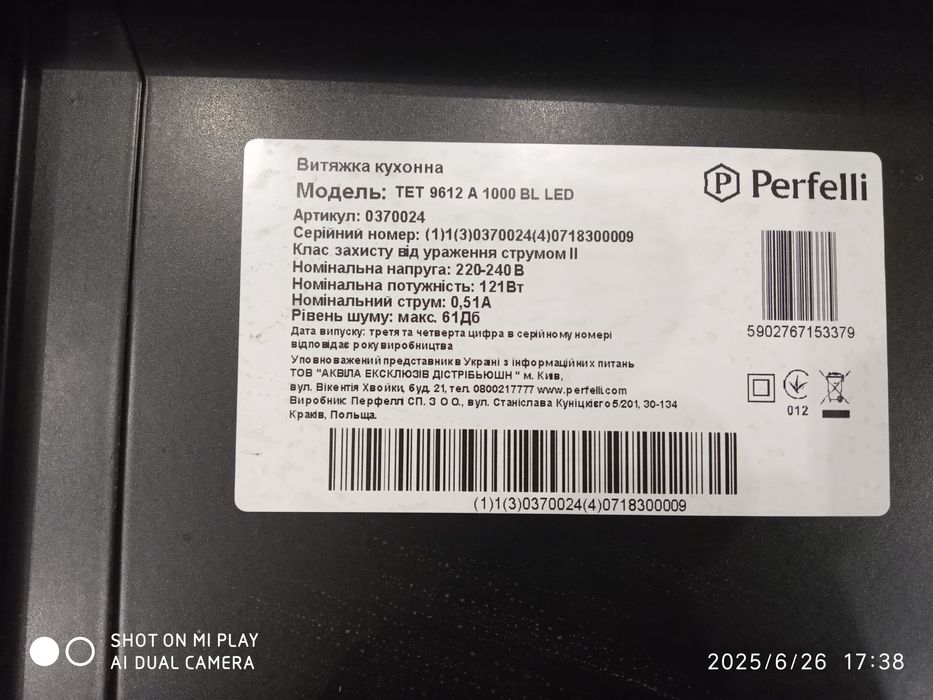 Витяжка кухонна
Модель: TET 9612 A 1000 BL LED
Perfelli
Артикул: 0370024
Серійний номер: (1)1(3)0370024(4)0718300009
Клас захисту від ураження струмом II
Номінальна напруга: 220-240 В
Номінальна потужність: 121Вт
Номінальний струм: 0,51А
Рівень шуму: макс. 61Дб
Дата випуску: третя та четверта цифра в серійному номері
відповідає року виробництва
Уповноважений представник в Україні з інформаційних питань
ТОВ "АКВІЛА ЕКСКЛЮЗІВ ДІСТРІБЬЮШН" м. Київ,
вул. Вікентія Хвойки, буд. 21, тел. 0800217777 www.perfelli.com
Виробник: Перфеллі СП. З О О., вул. Станіслава Куніцкієго 5/201, 30-134
Краків, Польща.
5902767153379
012
(1)1(3)0370024(4)0718300009
SHOT ON MI PLAY
AI DUAL CAMERA
2025/6/26 17:38